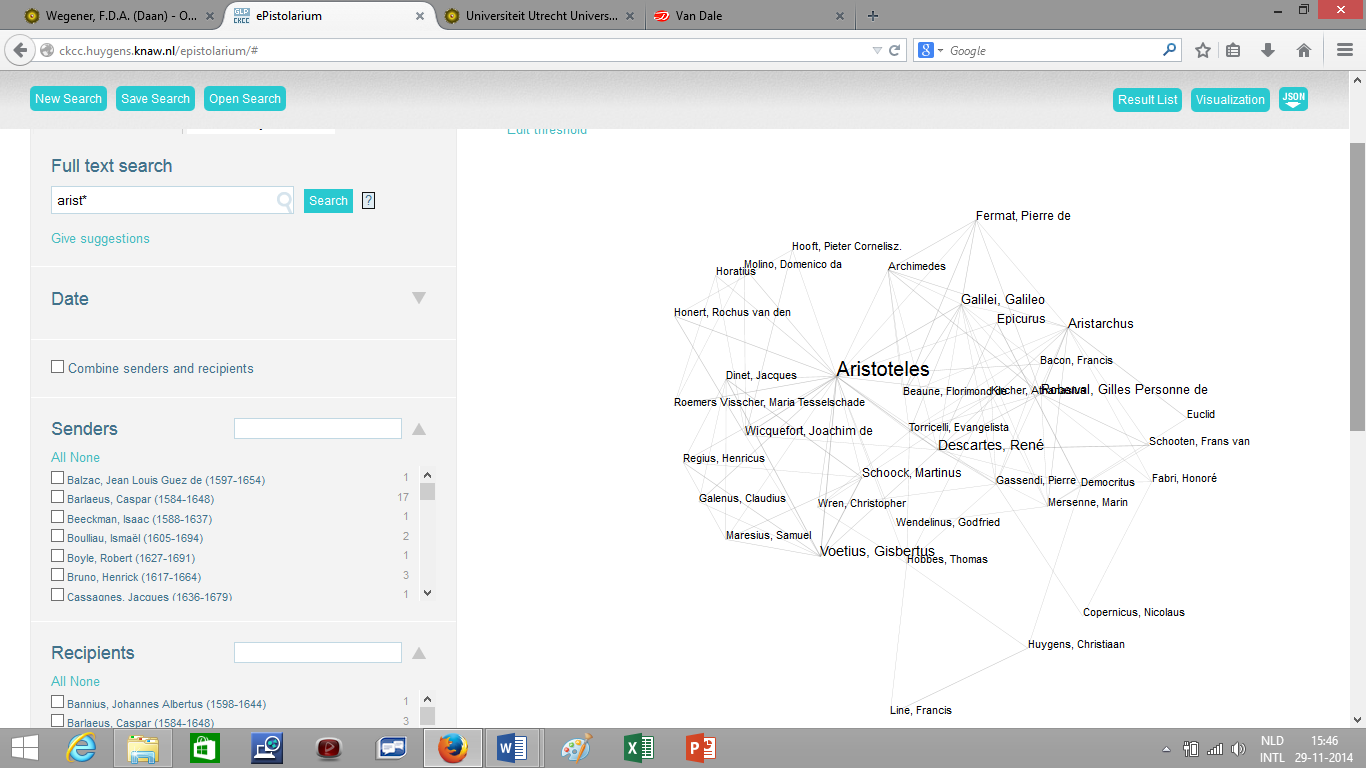 Wegener, F.D.A. (Daan) - O...
ePistolarium
Universiteit Utrecht Univers...
Van Dale
ckcc.huygens.knaw.nl/epistolarium/#
Google
New Search
Save Search
Open Search
Result List
Visualization
JSON
Edit threshold
Full text search
arist*
Search
?
Give suggestions
Date
Combine senders and recipients
Senders
All None
Balzac, Jean Louis Guez de (1597-1654) 1
Barlaeus, Caspar (1584-1648) 17
Beeckman, Isaac (1588-1637) 1
Boulliau, Ismaël (1605-1694) 2
Boyle, Robert (1627-1691) 1
Bruno, Henrick (1617-1664) 3
Cassagnes, Jacques (1636-1679) 1
Recipients
All None
Bannius, Johannes Albertus (1598-1644) 1
Barlaeus, Caspar (1584-1648) 3
Fermat, Pierre de
Hooft, Pieter Cornelisz.
Molino, Domenico da
Horatius
Archimedes
Galilei, Galileo
Honert, Rochus van den
Epicurus
Aristarchus
Bacon, Francis
Aristoteles
Dinet, Jacques
Beaune, Florimond de
Kircher, Athanasius
Roberval, Gilles Personne de
Roemers Visscher, Maria Tesselschade
Euclid
Torricelli, Evangelista
Wicquefort, Joachim de
Descartes, René
Schooten, Frans van
Regius, Henricus
Schoock, Martinus
Gassendi, Pierre
Democritus
Fabri, Honoré
Galenus, Claudius
Wren, Christopher
Mersenne, Marin
Wendelinus, Godfried
Maresius, Samuel
Voetius, Gisbertus
Hobbes, Thomas
Copernicus, Nicolaus
Huygens, Christiaan
Line, Francis
NLD
INTL
15:46
29-11-2014